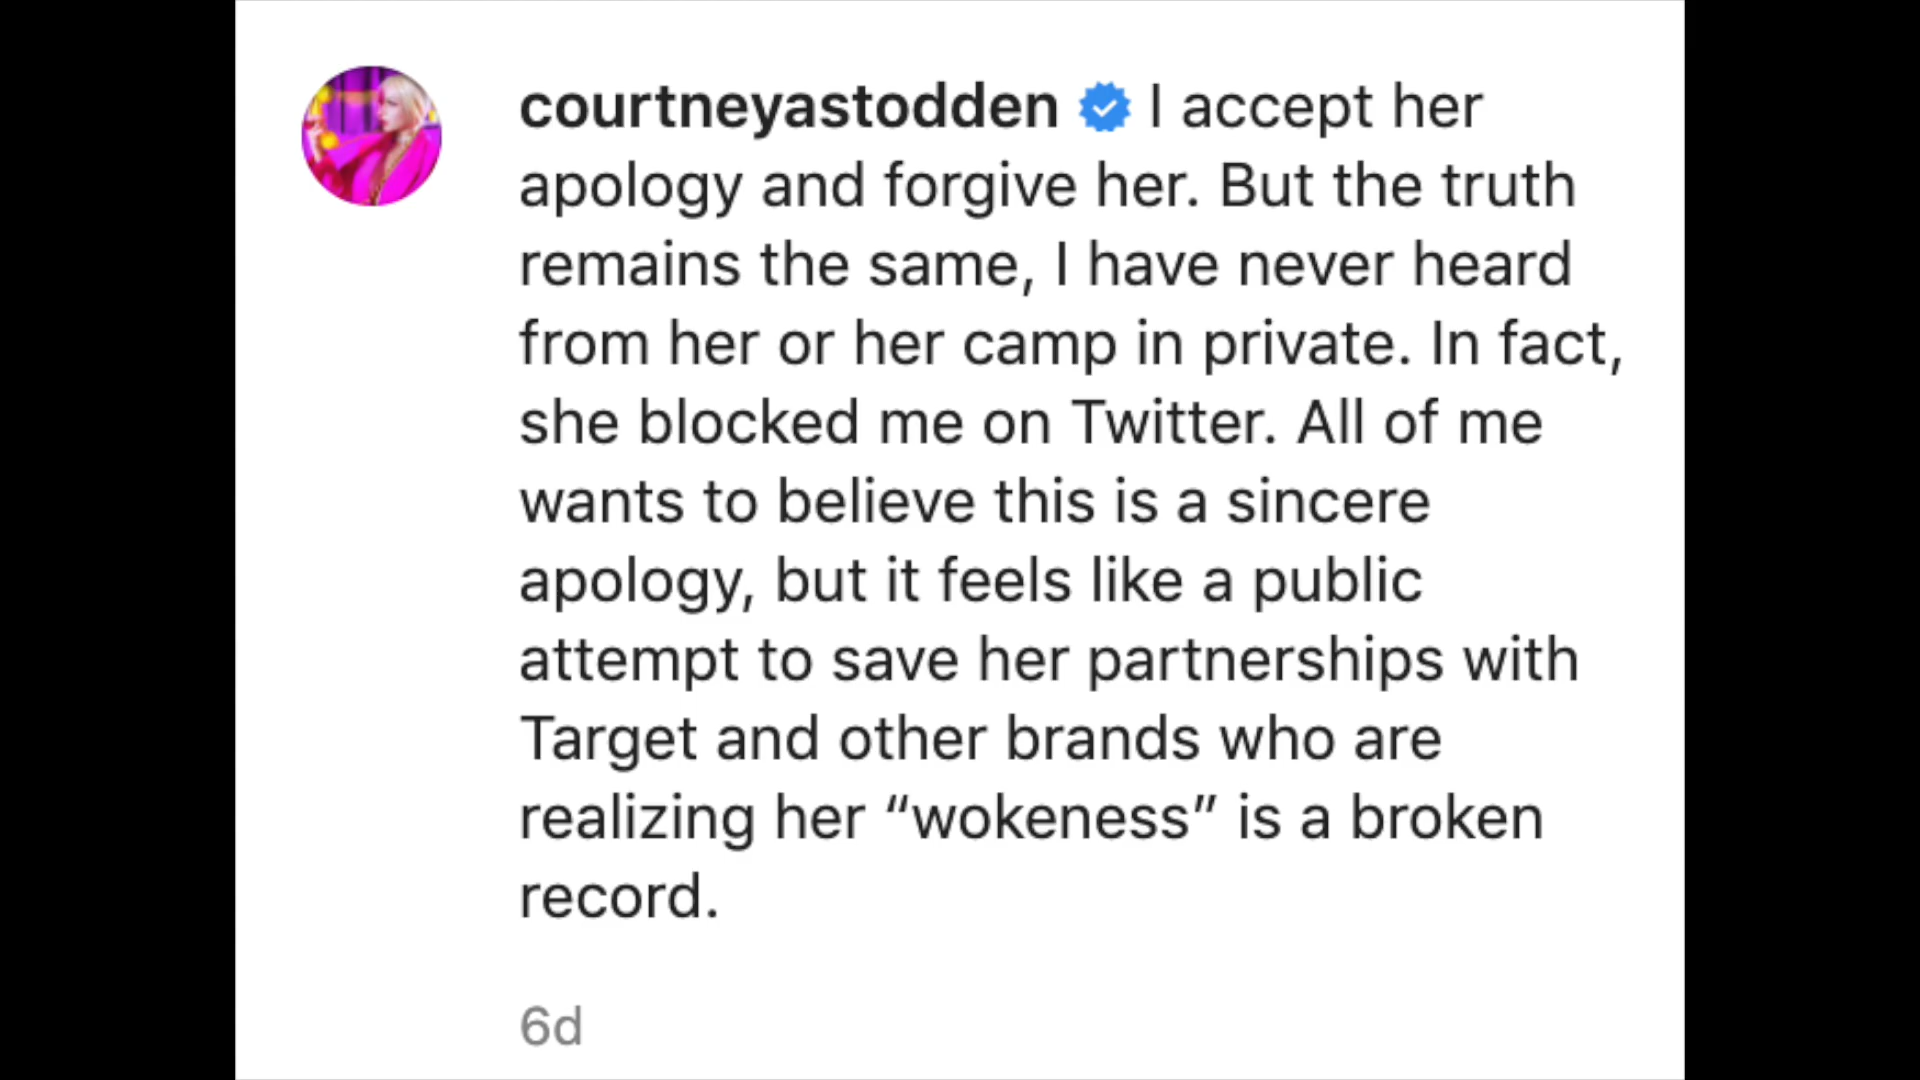 courtneyastodden I accept her
apology and forgive her. But the truth
remains the same, I have never heard
from her or her camp in private. In fact,
she blocked me on Twitter. All of me
wants to believe this is a sincere
apology, but it feels like a public
attempt to save her partnerships with
Target and other brands who are
realizing her “wokeness” is a broken
record.
6d